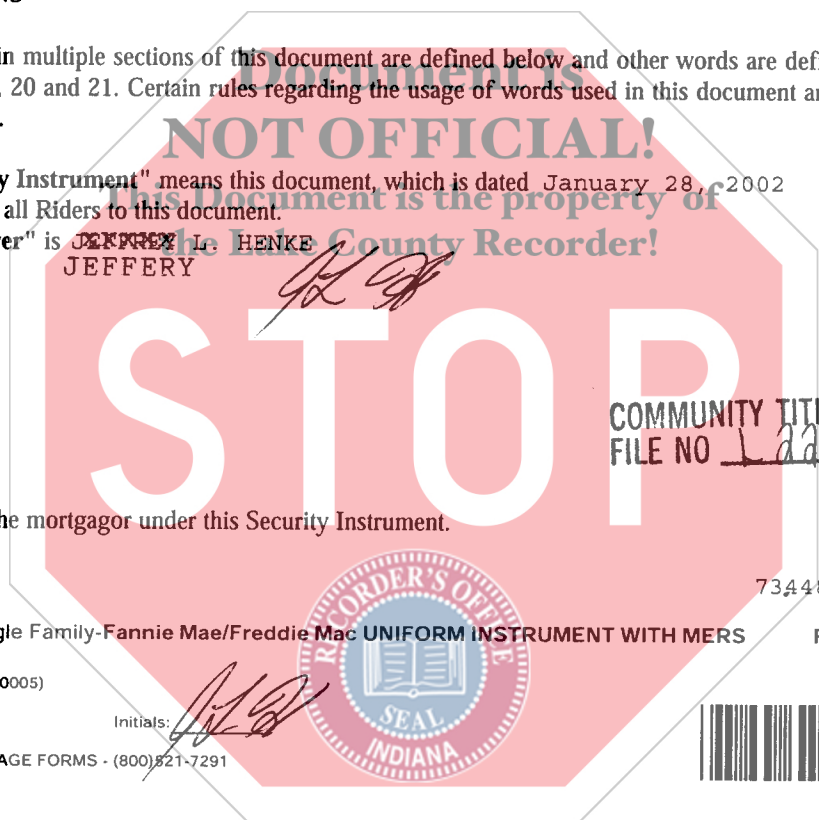 in multiple sections of this document are defined below and other words are defi
, 20 and 21. Certain rules regarding the usage of words used in this document a
Document is
NOT OFFICIAL!
y Instrument" means this document, which is dated January 28, 2002
This Document is the property of
all Riders to this document.
er" is JEFFREY L. HENKE
the Lake County Recorder!
JEFFERY
STOP
COMMUNITY TIT
FILE NO L 22
he mortgagor under this Security Instrument.
7344
gle Family-Fannie Mae/Freddie Mac UNIFORM INSTRUMENT WITH MERS
RECORDER'S OFFICE
0005)
SEAL
Initials:
INDIANA
AGE FORMS - (800)521-7291